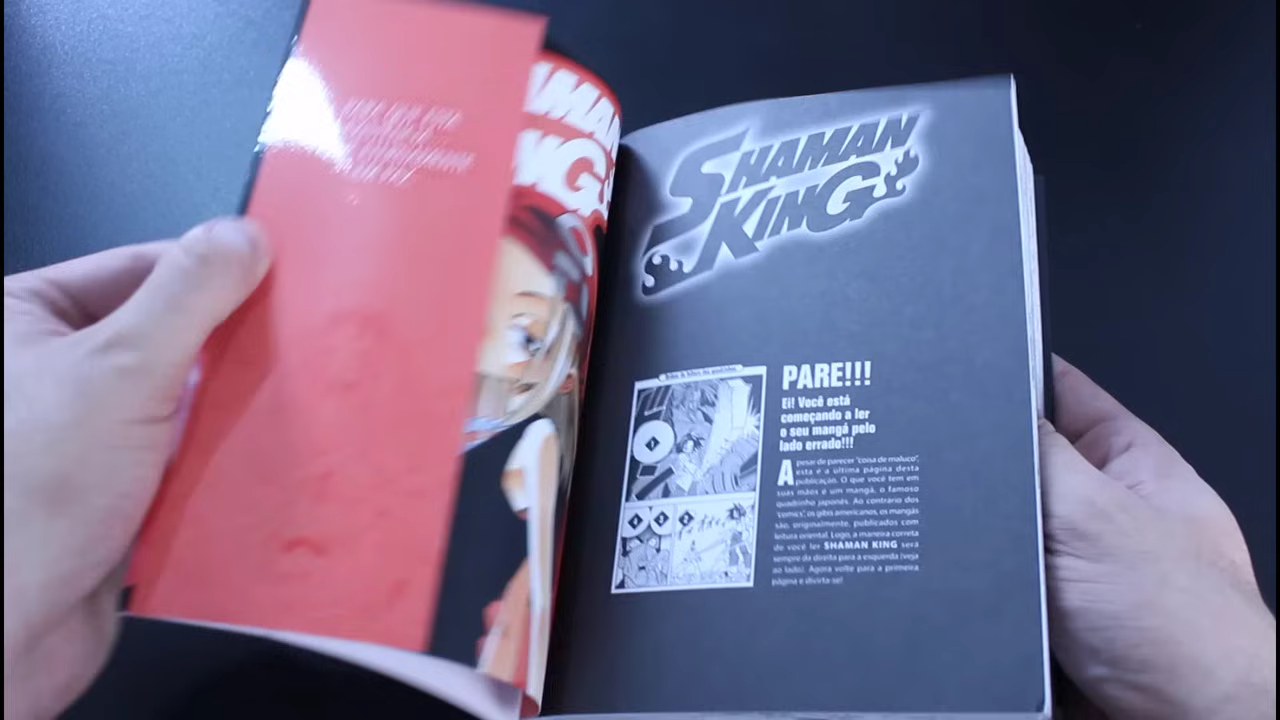 SHAMAN
KING
PARE!!!
Ei! Você está
começando a ler
o seu mangá pelo
lado errado!!!
Apesar de parecer "coisa de maluco",
esta é a última página desta
publicação. O que você tem em
suas mãos é um mangá, o famoso
quadrinho japonês. Ao contrário dos
"comics", os gibis americanos, os mangás
são, originalmente, publicados com
leitura oriental. Logo, a maneira correta
de você ler SHAMAN KING será
sempre da direita para a esquerda (veja
ao lado). Agora volte para a primeira
página e divirta-se!